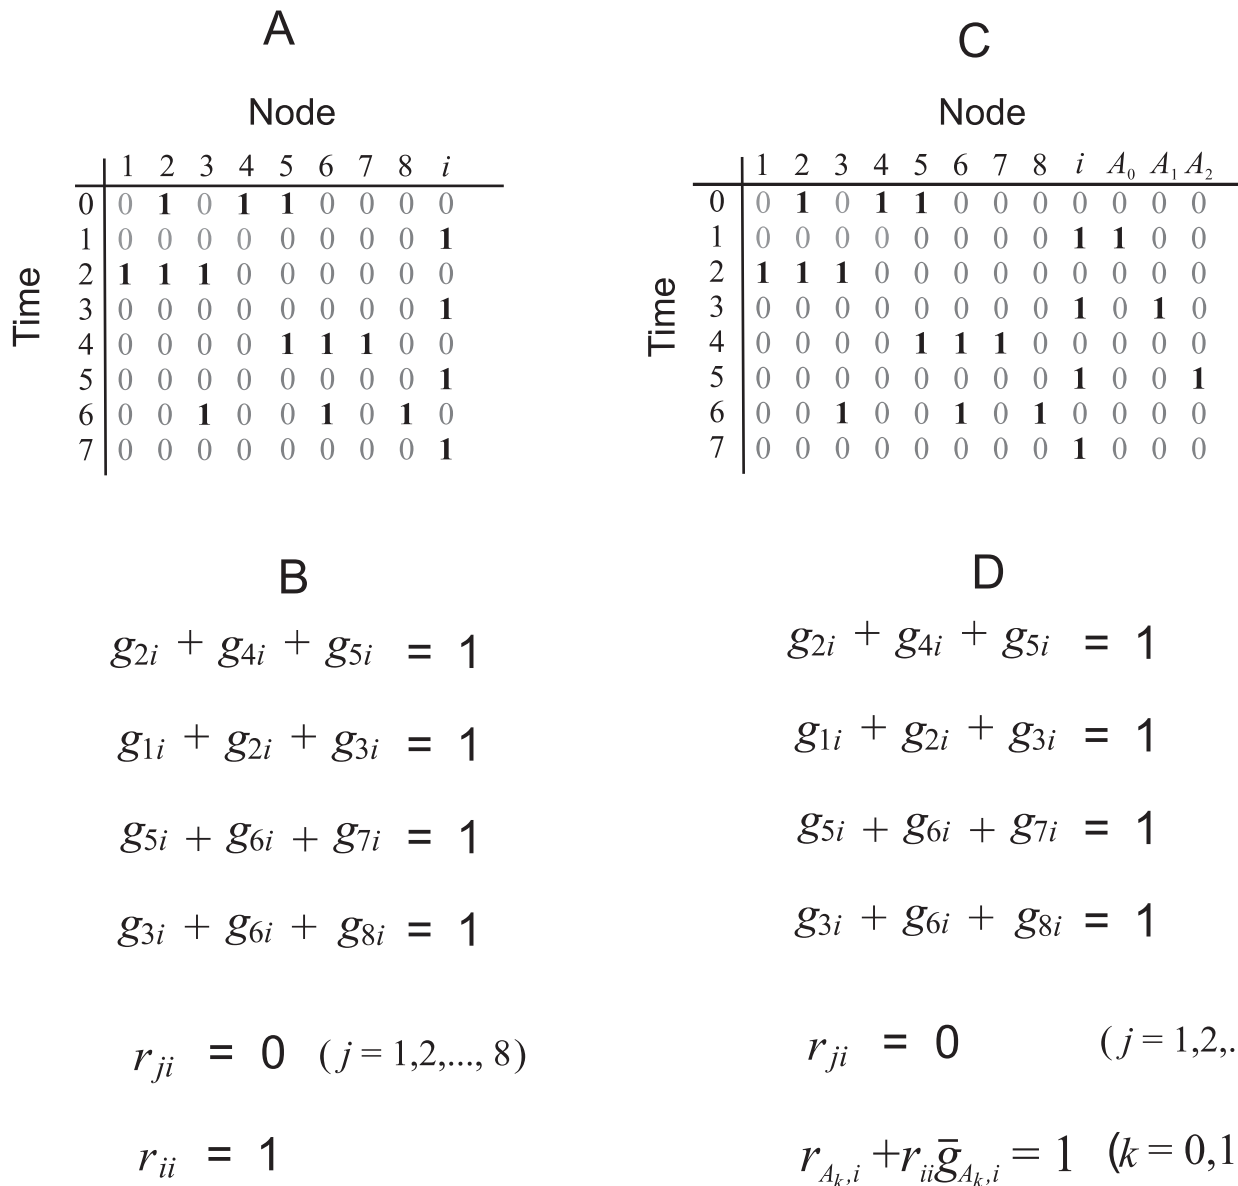 A
Node
1 2 3 4 5 6 7 8 i
Time
0 0 1 0 1 1 0 0 0 0
1 0 0 0 0 0 0 0 0 1
2 1 1 1 0 0 0 0 0 0
3 0 0 0 0 0 0 0 0 1
4 0 0 0 0 1 1 1 0 0
5 0 0 0 0 0 0 0 0 1
6 0 0 1 0 0 1 0 1 0
7 0 0 0 0 0 0 0 0 1
B
g2i + g4i + g5i = 1
g1i + g2i + g3i = 1
g5i + g6i + g7i = 1
g3i + g6i + g8i = 1
rji = 0 (j = 1,2,..., 8)
rii = 1
C
Node
1 2 3 4 5 6 7 8 i A0 A1 A2
Time
0 0 1 0 1 1 0 0 0 0 0 0 0
1 0 0 0 0 0 0 0 0 1 1 0 0
2 1 1 1 0 0 0 0 0 0 0 0 0
3 0 0 0 0 0 0 0 0 1 0 1 0
4 0 0 0 0 1 1 1 0 0 0 0 0
5 0 0 0 0 0 0 0 0 1 0 0 1
6 0 0 1 0 0 1 0 1 0 0 0 0
7 0 0 0 0 0 0 0 0 1 0 0 0
D
g2i + g4i + g5i = 1
g1i + g2i + g3i = 1
g5i + g6i + g7i = 1
g3i + g6i + g8i = 1
rji = 0 (j = 1,2,.
rAk,i + riiḡAk,i = 1 (k = 0,1